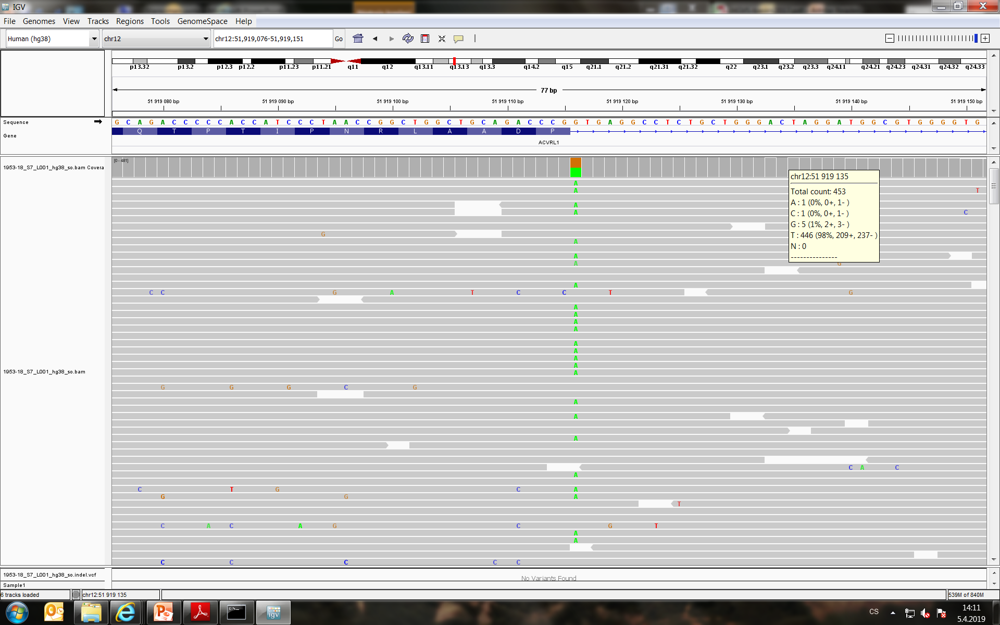 IGV
File Genomes View Tracks Regions Tools GenomeSpace Help
Human (hg38) chr12 chr12:51,919,076-51,919,151 Go
p13.32 p13.2 p12.3 p12.2 p11.23 p11.21 q11 q12 q13.11 q13.13 q13.3 q14.2 q15 q21.1 q21.2 q21.31 q21.32 q22 q23.1 q23.2 q23.3 q24.11 q24.21 q24.23 q24.31 q24.32 q24.33
77 bp
51 919 080 bp 51 919 090 bp 51 919 100 bp 51 919 110 bp 51 919 120 bp 51 919 130 bp 51 919 140 bp 51 919 150 bp
Sequence G C A G A C C C C C A C C A T C C C T A A C C G G C T G G C T G C A G A C C C G G T G A G G C C T C T G C T G G G A C T A G G A T G G C G T G G G G T G
Gene Q T P T I P N R L A A D P
ACVRL1
[0 - 481]
1953-18_S7_L001_hg38_so.bam Covera
chr12:51 919 135
Total count: 453
A : 1 (0%, 0+, 1- )
C : 1 (0%, 0+, 1- )
G : 5 (1%, 2+, 3- )
T : 446 (98%, 209+, 237- )
N : 0
---------------
A
A T
A
A C
G
A
A
A G
A
C C G A T C C T G
A
A
A
A
A
A
A
A
A
1953-18_S7_L001_hg38_so.bam
G G G C G
A
A
A
C A C
A
C T G C A
G G A
T
C A C A G C G T
A
A
C C C C C
1953-18_S7_L001_hg38_so.indel.vcf
No Variants Found
Sample1
6 tracks loaded chr12:51 919 135 539M of 840M
CS 14:11
5.4.2019